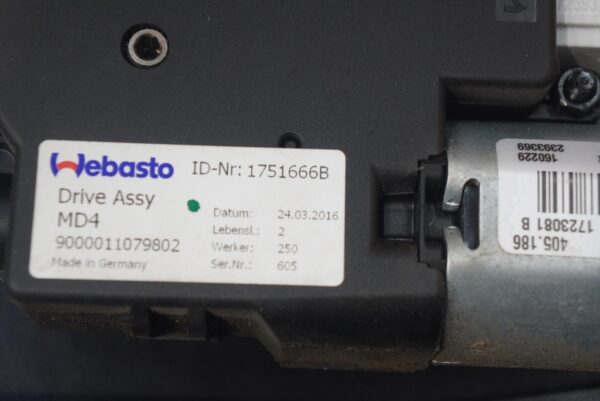 Webasto
ID-Nr: 1751666B
Drive Assy
MD4
9000011079802
Made in Germany
Datum: 24.03.2016
Lebensl.: 2
Werker: 250
Ser.Nr.: 605
405.186
1723081 B
160229
2393369